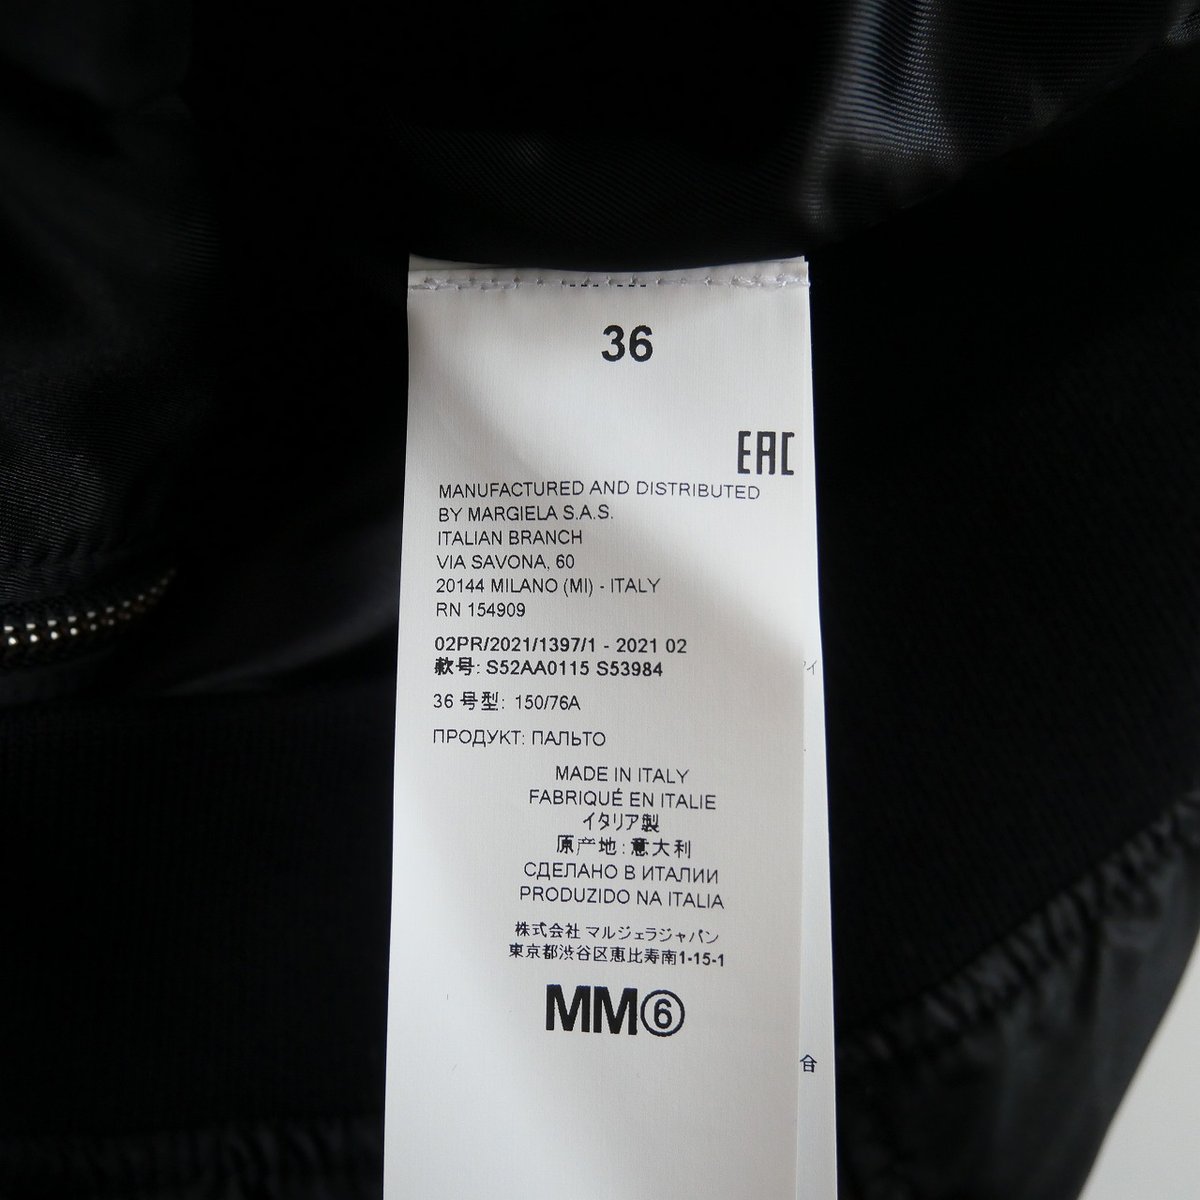 36
EAC
MANUFACTURED AND DISTRIBUTED
BY MARGIELA S.A.S.
ITALIAN BRANCH
VIA SAVONA, 60
20144 MILANO (MI) - ITALY
RN 154909
02PR/2021/1397/1 - 2021 02
款号: S52AA0115 S53984
36 号型: 150/76A
ПРОДУКТ: ПАЛЬТО
MADE IN ITALY
FABRIQUÉ EN ITALIE
イタリア製
原产地: 意大利
СДЕЛАНО В ИТАЛИИ
PRODUZIDO NA ITALIA
株式会社 マルジェラジャパン
東京都渋谷区恵比寿南1-15-1
MM⑥